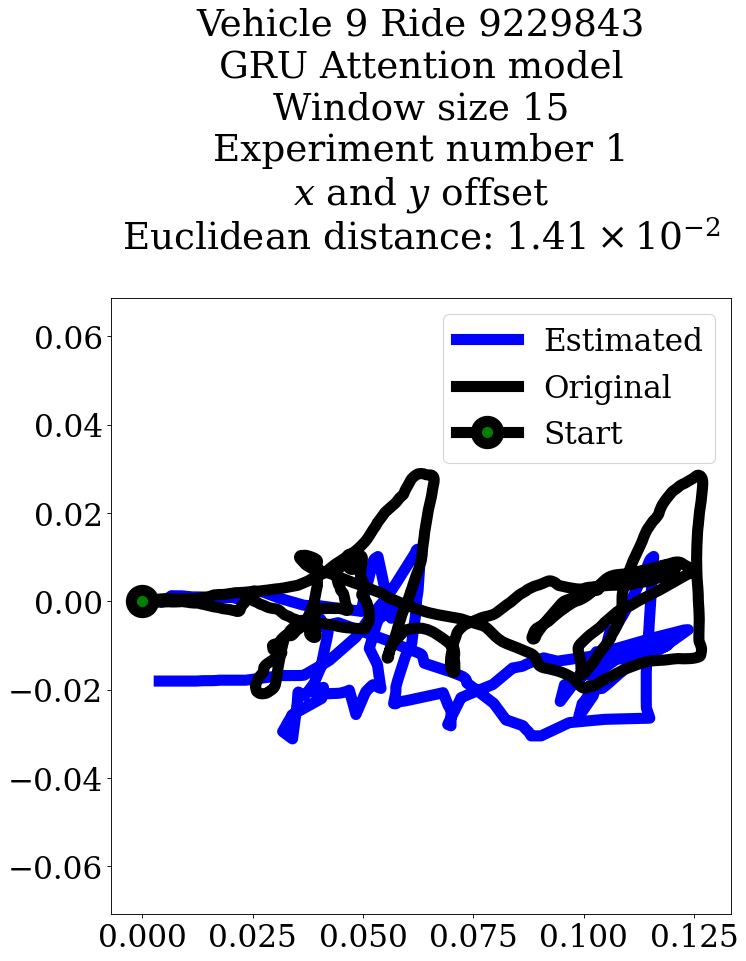 Vehicle 9 Ride 9229843
GRU Attention model
Window size 15
Experiment number 1
x and y offset
Euclidean distance: 1.41 × 10⁻²
Estimated
Original
Start
0.06
0.04
0.02
0.00
−0.02
−0.04
−0.06
0.000 0.025 0.050 0.075 0.100 0.125